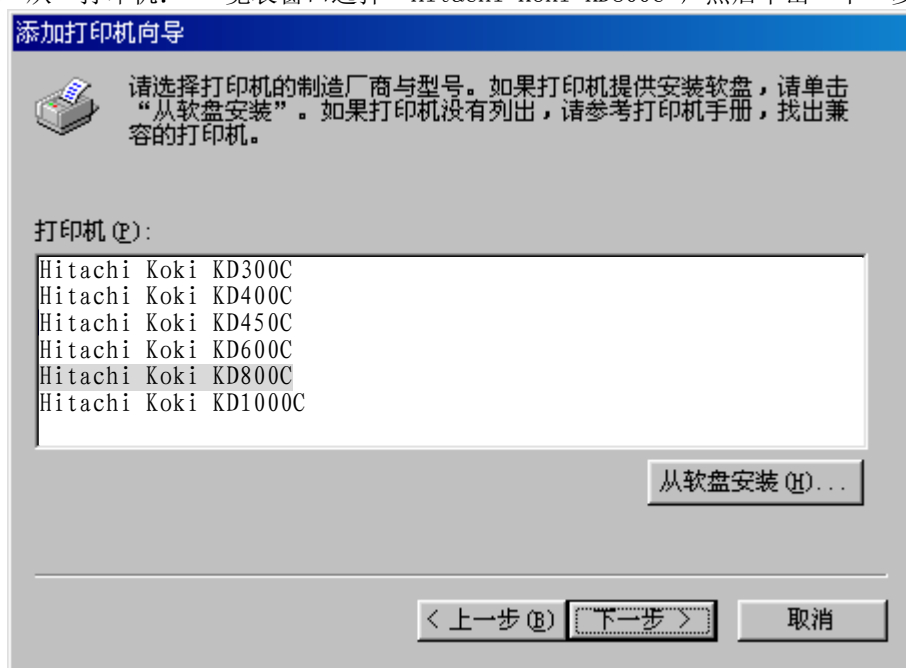 添加打印机向导
请选择打印机的制造厂商与型号。如果打印机提供安装软盘，请单击
“从软盘安装”。如果打印机没有列出，请参考打印机手册，找出兼
容的打印机。
打印机(P):
Hitachi Koki KD300C
Hitachi Koki KD400C
Hitachi Koki KD450C
Hitachi Koki KD600C
Hitachi Koki KD800C
Hitachi Koki KD1000C
从软盘安装(H)...
< 上一步(B)
下一步 >
取消